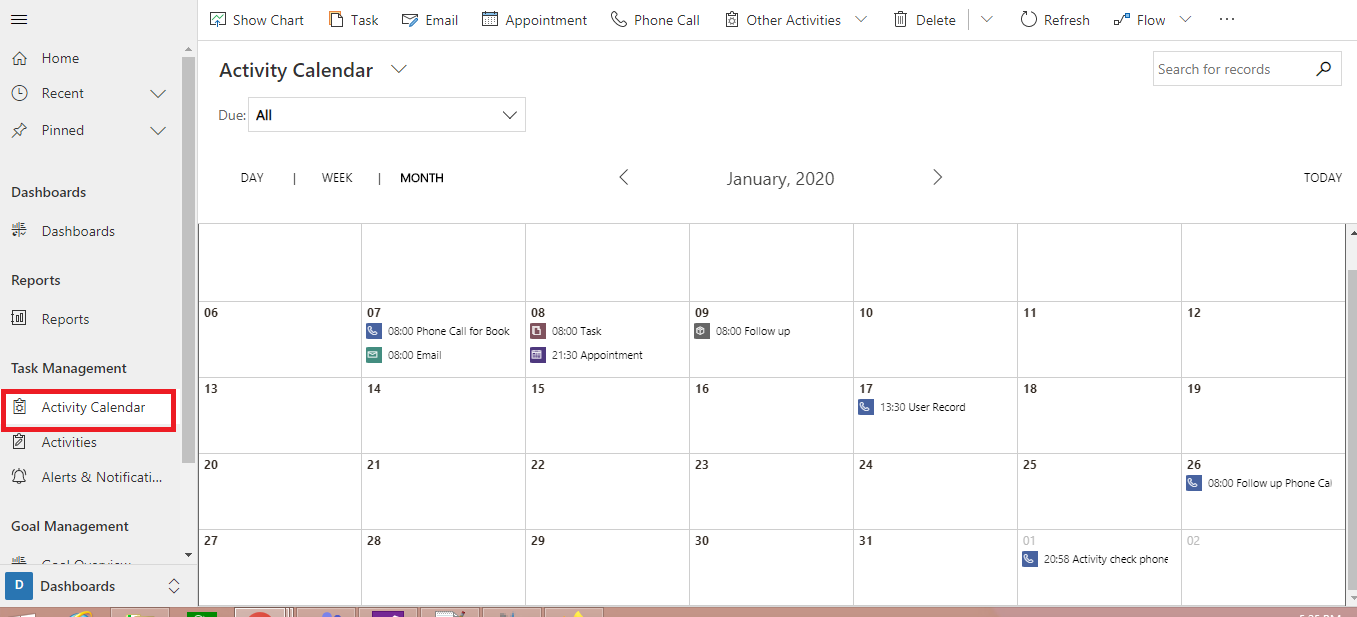 Show Chart Task Email Appointment Phone Call Other Activities Delete Refresh Flow
Home
Recent
Pinned
Dashboards
Dashboards
Reports
Reports
Task Management
Activity Calendar
Activities
Alerts & Notificati...
Goal Management
Goal Overview
D Dashboards
Activity Calendar
Search for records
Due: All
DAY | WEEK | MONTH
January, 2020
TODAY
06 07 08 09 10 11 12
08:00 Phone Call for Book 08:00 Task 08:00 Follow up
08:00 Email 21:30 Appointment
13 14 15 16 17 18 19
13:30 User Record
20 21 22 23 24 25 26
08:00 Follow up Phone Cal
27 28 29 30 31 01 02
20:58 Activity check phone